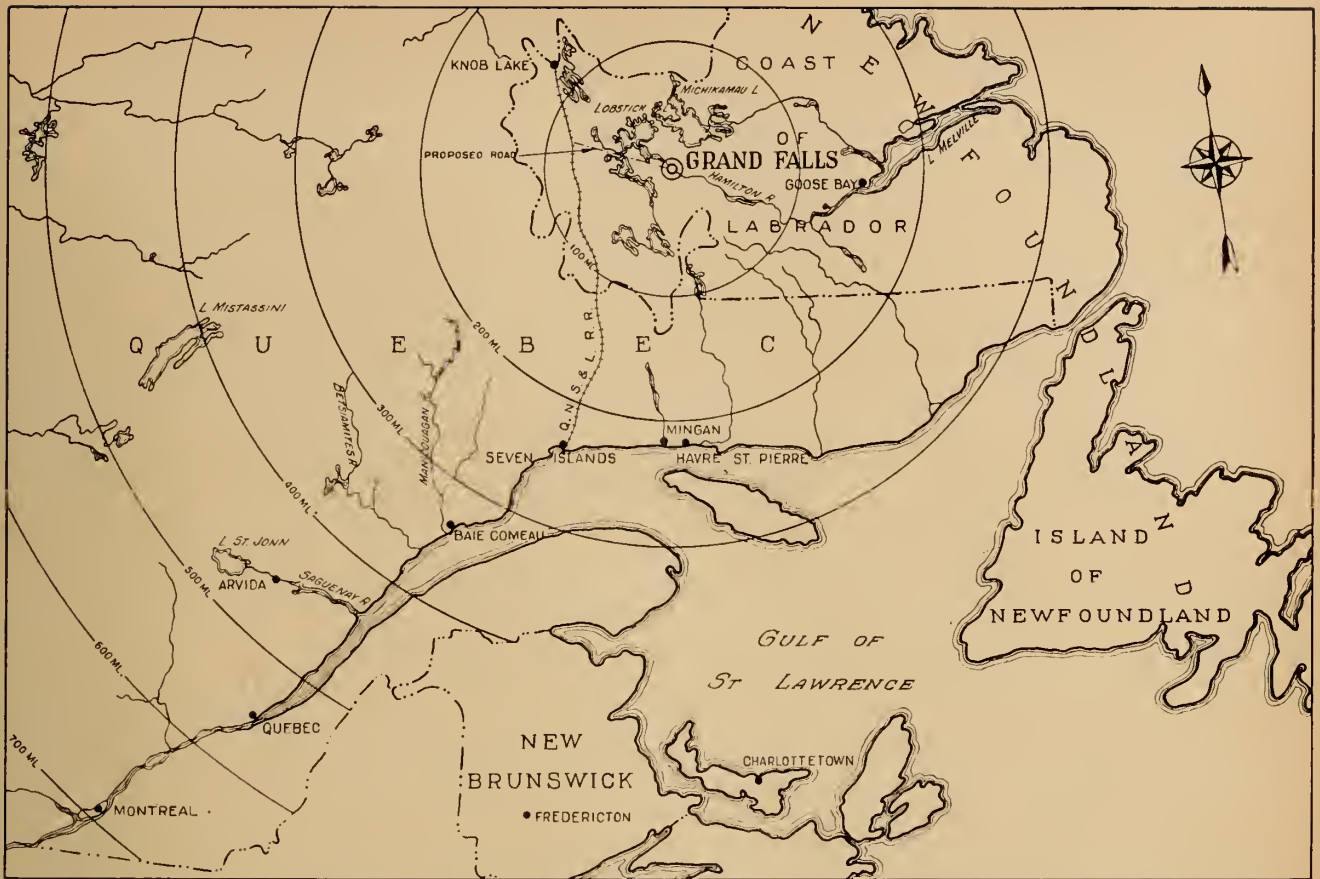 COAST
OF
LABRADOR
NEWFOUNDLAND
KNOB LAKE
MICHIKAMAU L
LOBSTICK L
PROPOSED ROAD
GRAND FALLS
HAMILTON R
GOOSE BAY
L MELVILLE
100 ML
200 ML
300 ML
400 ML
500 ML
600 ML
700 ML
L MISTASSINI
QUEBEC
Q. N. S. & L. R.R.
BETSIAMITES R
MANICOUAGAN
MINGAN
SEVEN ISLANDS
HAVRE ST. PIERRE
BAIE COMEAU
L ST JOHN
ARVIDA
SAGUENAY R
ISLAND
OF
NEWFOUNDLAND
GULF OF
ST LAWRENCE
QUEBEC
NEW
BRUNSWICK
CHARLOTTETOWN
FREDERICTON
MONTREAL